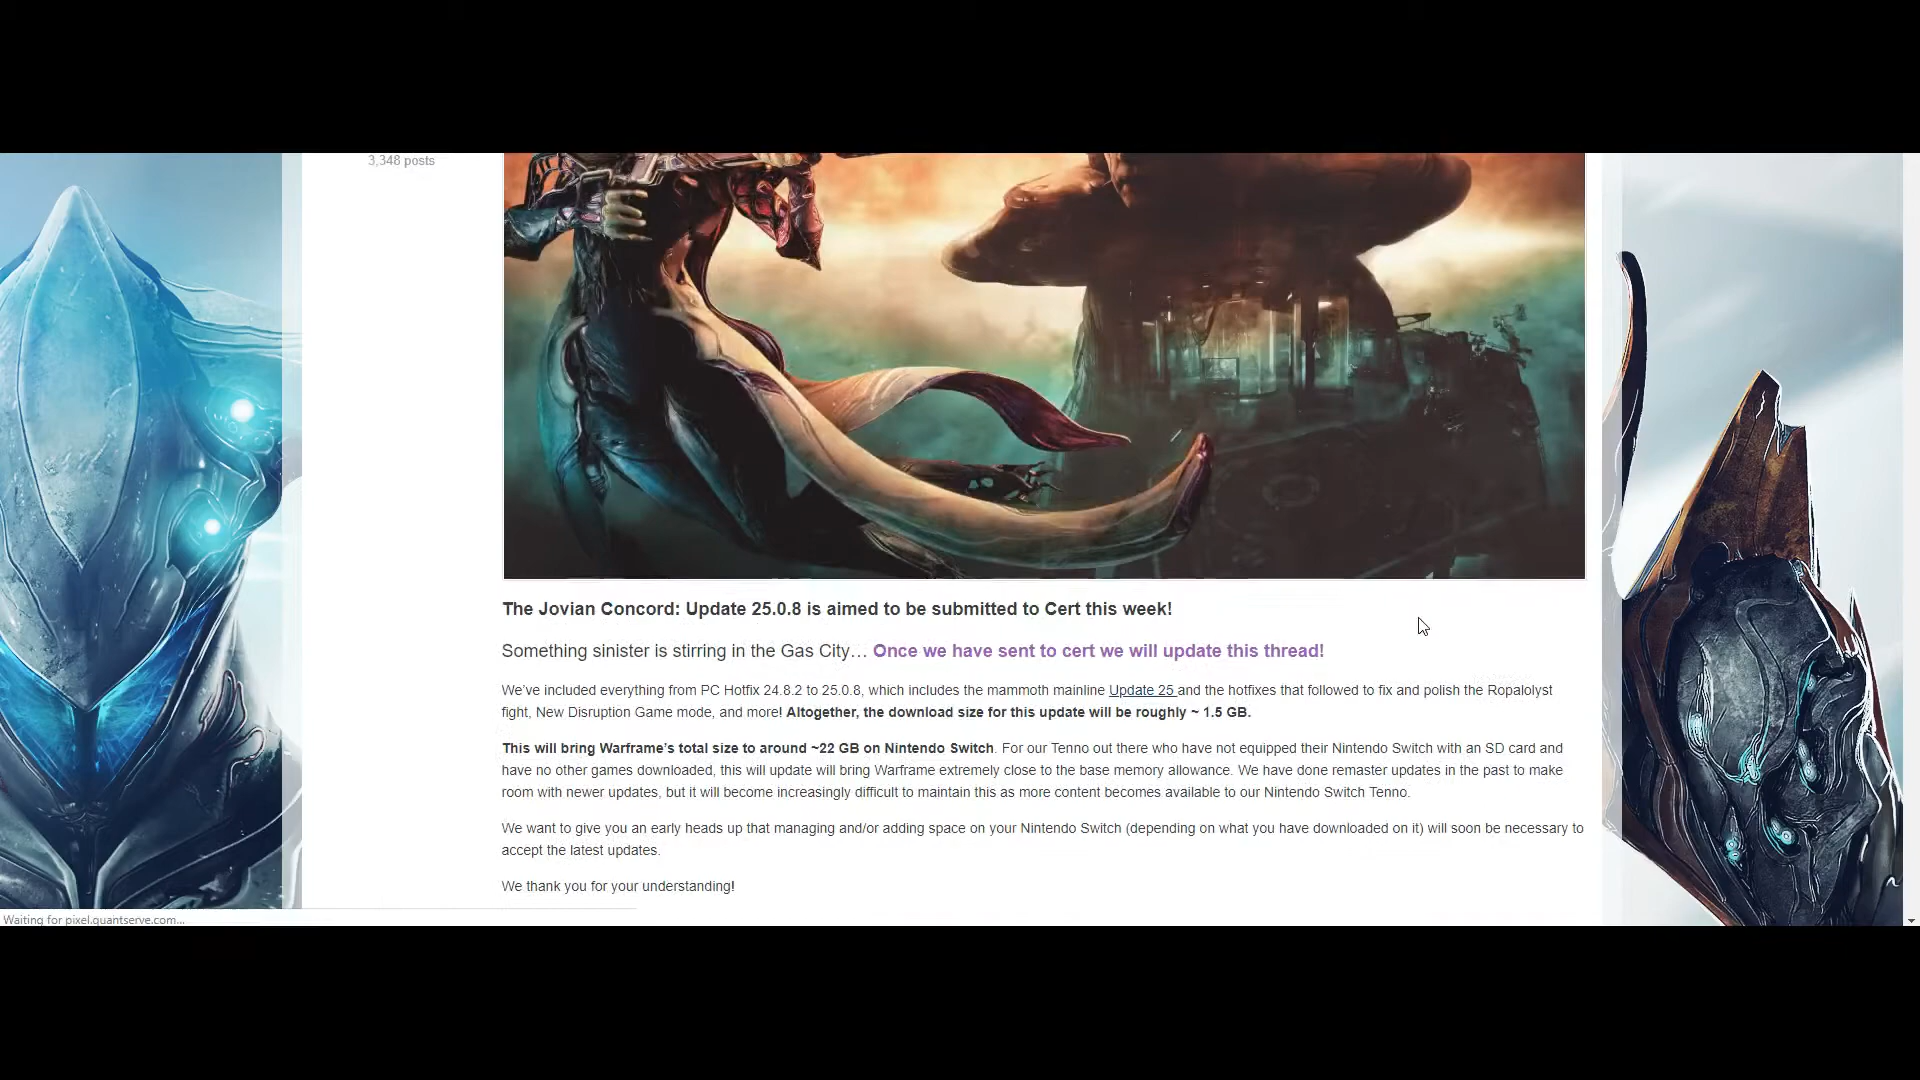 3,348 posts
The Jovian Concord: Update 25.0.8 is aimed to be submitted to Cert this week!
Something sinister is stirring in the Gas City… Once we have sent to cert we will update this thread!
We’ve included everything from PC Hotfix 24.8.2 to 25.0.8, which includes the mammoth mainline Update 25 and the hotfixes that followed to fix and polish the Ropalolyst
fight, New Disruption Game mode, and more! Altogether, the download size for this update will be roughly ~ 1.5 GB.
This will bring Warframe’s total size to around ~22 GB on Nintendo Switch. For our Tenno out there who have not equipped their Nintendo Switch with an SD card and
have no other games downloaded, this will update will bring Warframe extremely close to the base memory allowance. We have done remaster updates in the past to make
room with newer updates, but it will become increasingly difficult to maintain this as more content becomes available to our Nintendo Switch Tenno.
We want to give you an early heads up that managing and/or adding space on your Nintendo Switch (depending on what you have downloaded on it) will soon be necessary to
accept the latest updates.
We thank you for your understanding!
Waiting for pixel.quantserve.com...